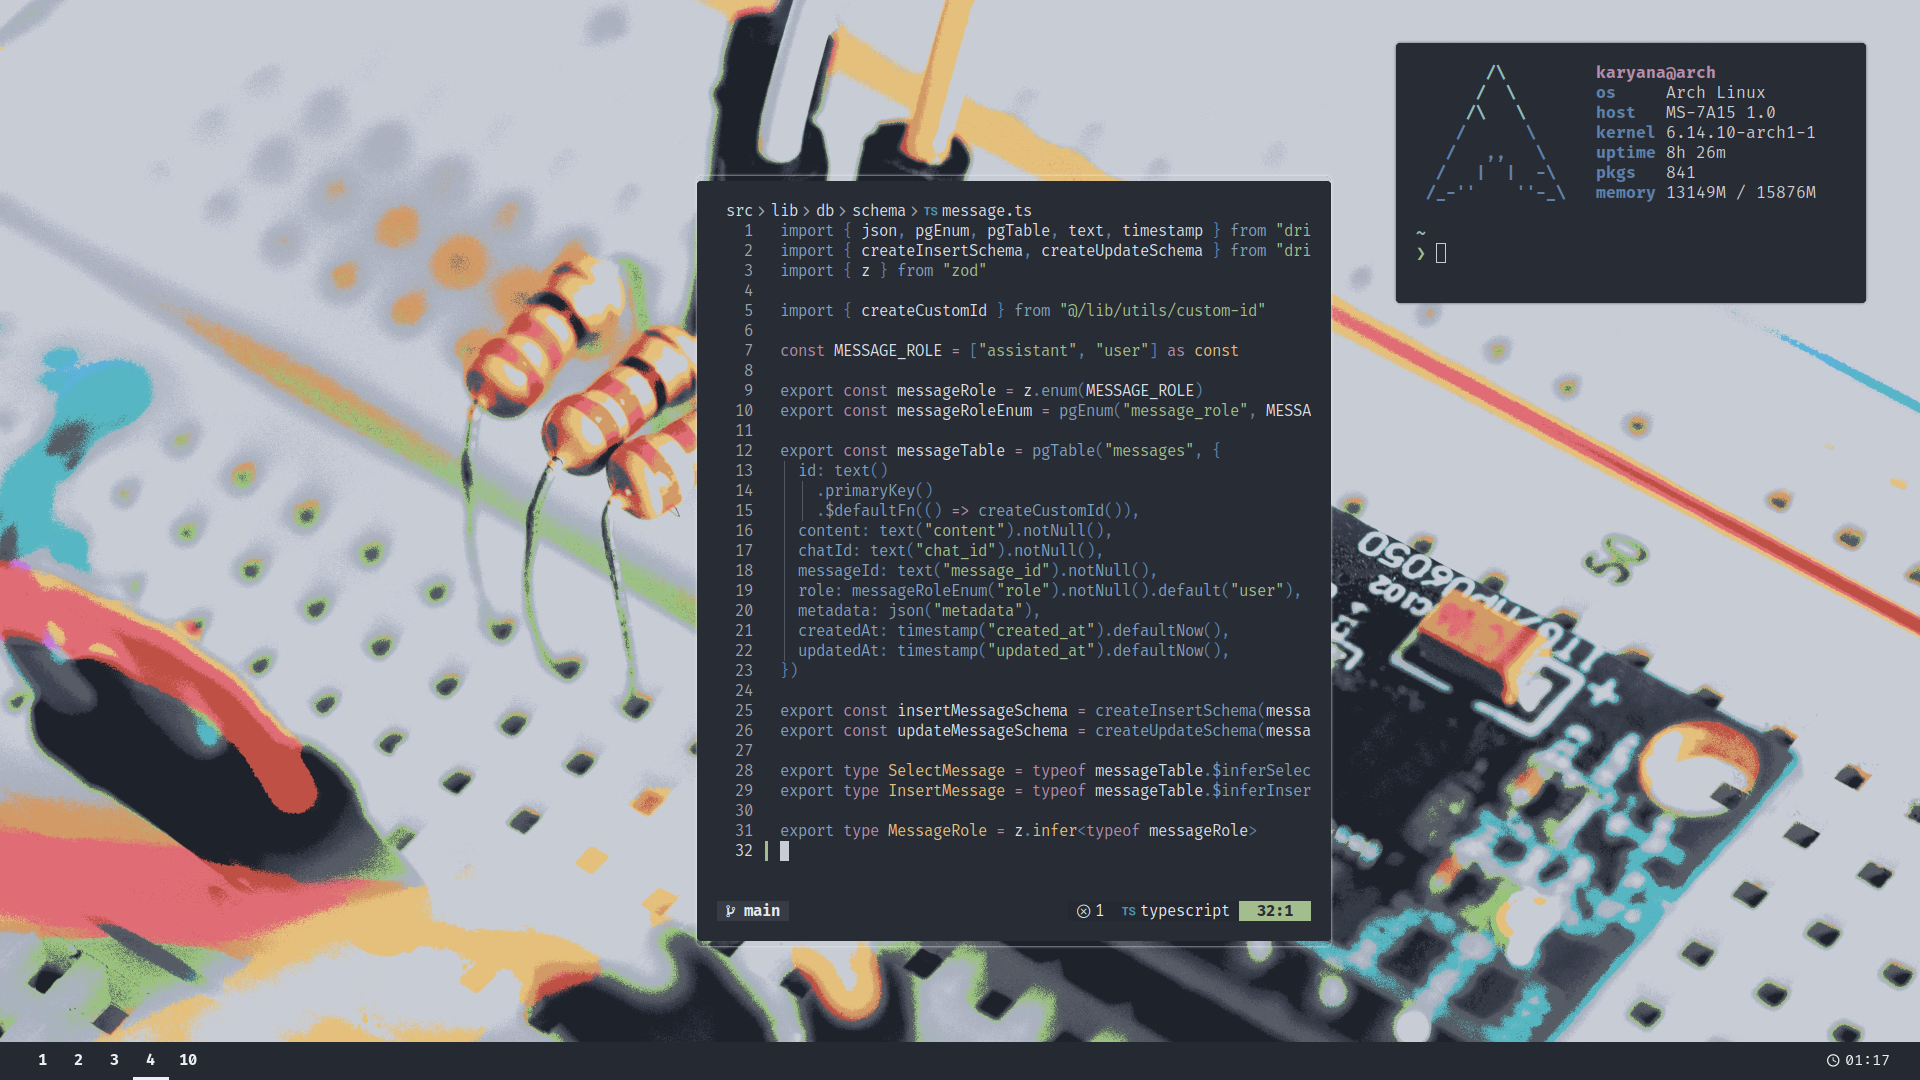 karyana@arch
os Arch Linux
host MS-7A15 1.0
kernel 6.14.10-arch1-1
uptime 8h 26m
pkgs 841
memory 13149M / 15876M
~
❯
src > lib > db > schema > TS message.ts
1 import { json, pgEnum, pgTable, text, timestamp } from "dri
2 import { createInsertSchema, createUpdateSchema } from "dri
3 import { z } from "zod"
4
5 import { createCustomId } from "@/lib/utils/custom-id"
6
7 const MESSAGE_ROLE = ["assistant", "user"] as const
8
9 export const messageRole = z.enum(MESSAGE_ROLE)
10 export const messageRoleEnum = pgEnum("message_role", MESSA
11
12 export const messageTable = pgTable("messages", {
13 id: text()
14 .primaryKey()
15 .$defaultFn(() => createCustomId()),
16 content: text("content").notNull(),
17 chatId: text("chat_id").notNull(),
18 messageId: text("message_id").notNull(),
19 role: messageRoleEnum("role").notNull().default("user"),
20 metadata: json("metadata"),
21 createdAt: timestamp("created_at").defaultNow(),
22 updatedAt: timestamp("updated_at").defaultNow(),
23 })
24
25 export const insertMessageSchema = createInsertSchema(messa
26 export const updateMessageSchema = createUpdateSchema(messa
27
28 export type SelectMessage = typeof messageTable.$inferSelec
29 export type InsertMessage = typeof messageTable.$inferInser
30
31 export type MessageRole = z.infer<typeof messageRole>
32
main 1 TS typescript 32:1
1 2 3 4 10 01:17